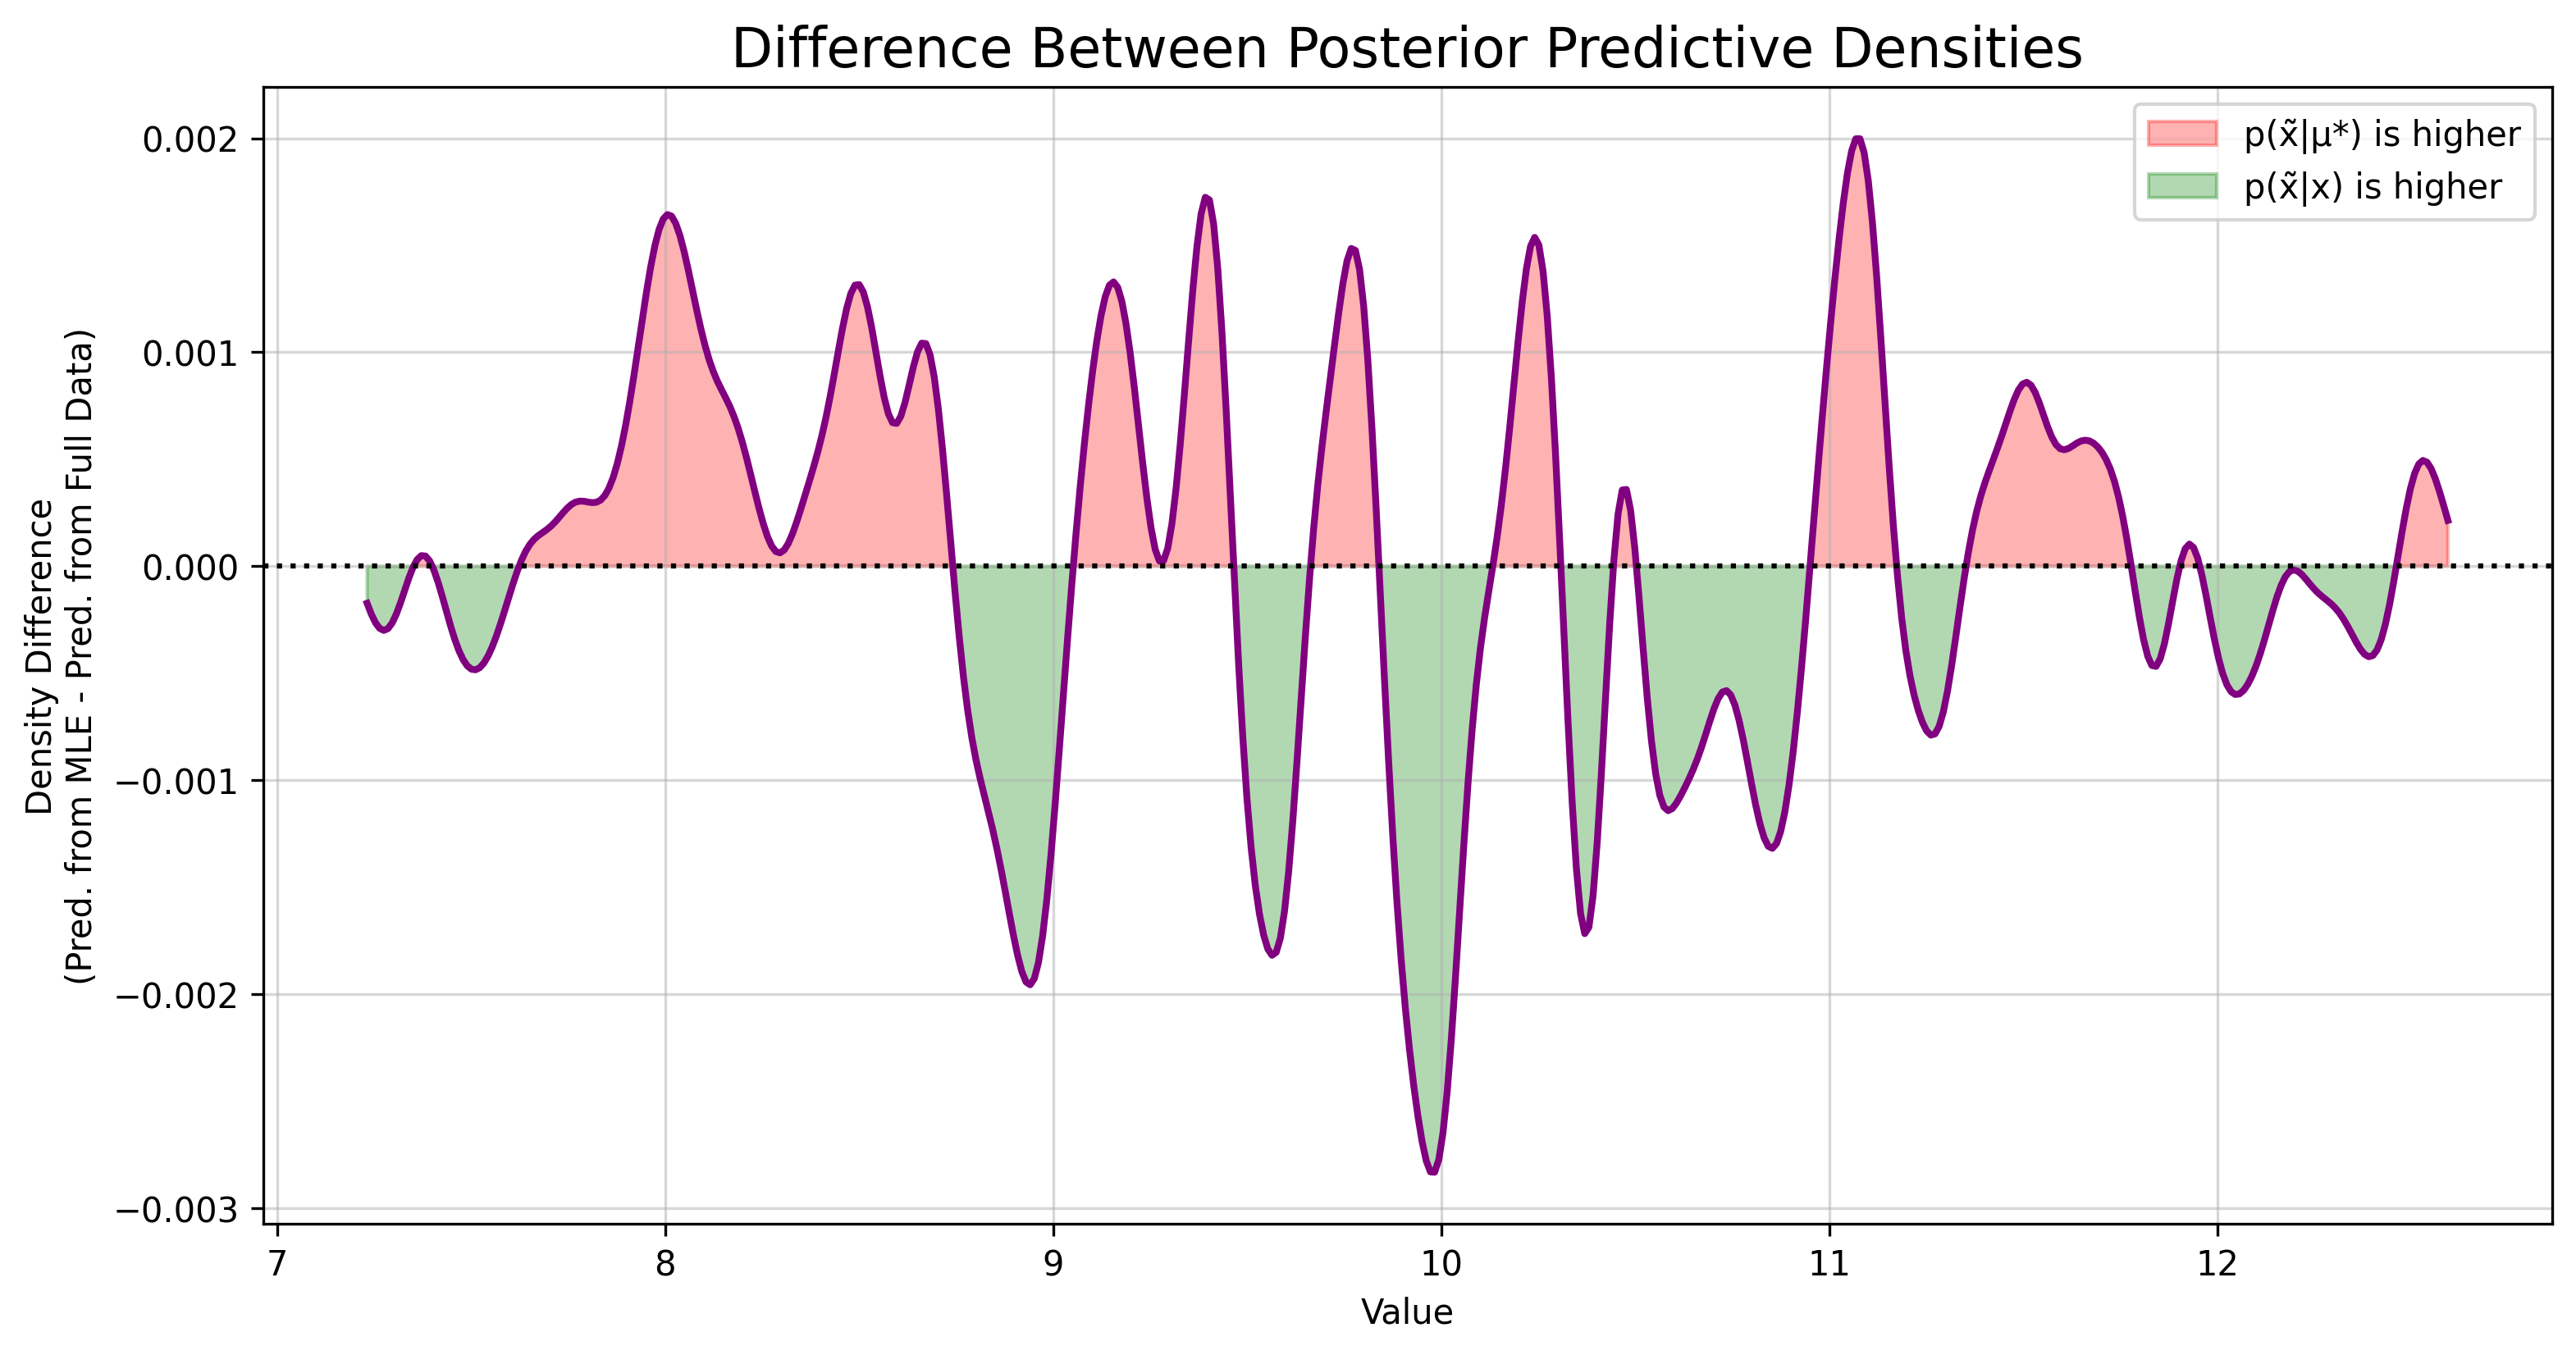 Difference Between Posterior Predictive Densities
p(x̃|μ*) is higher
p(x̃|x) is higher
Density Difference
(Pred. from MLE - Pred. from Full Data)
0.002
0.001
0.000
−0.001
−0.002
−0.003
7 8 9 10 11 12
Value